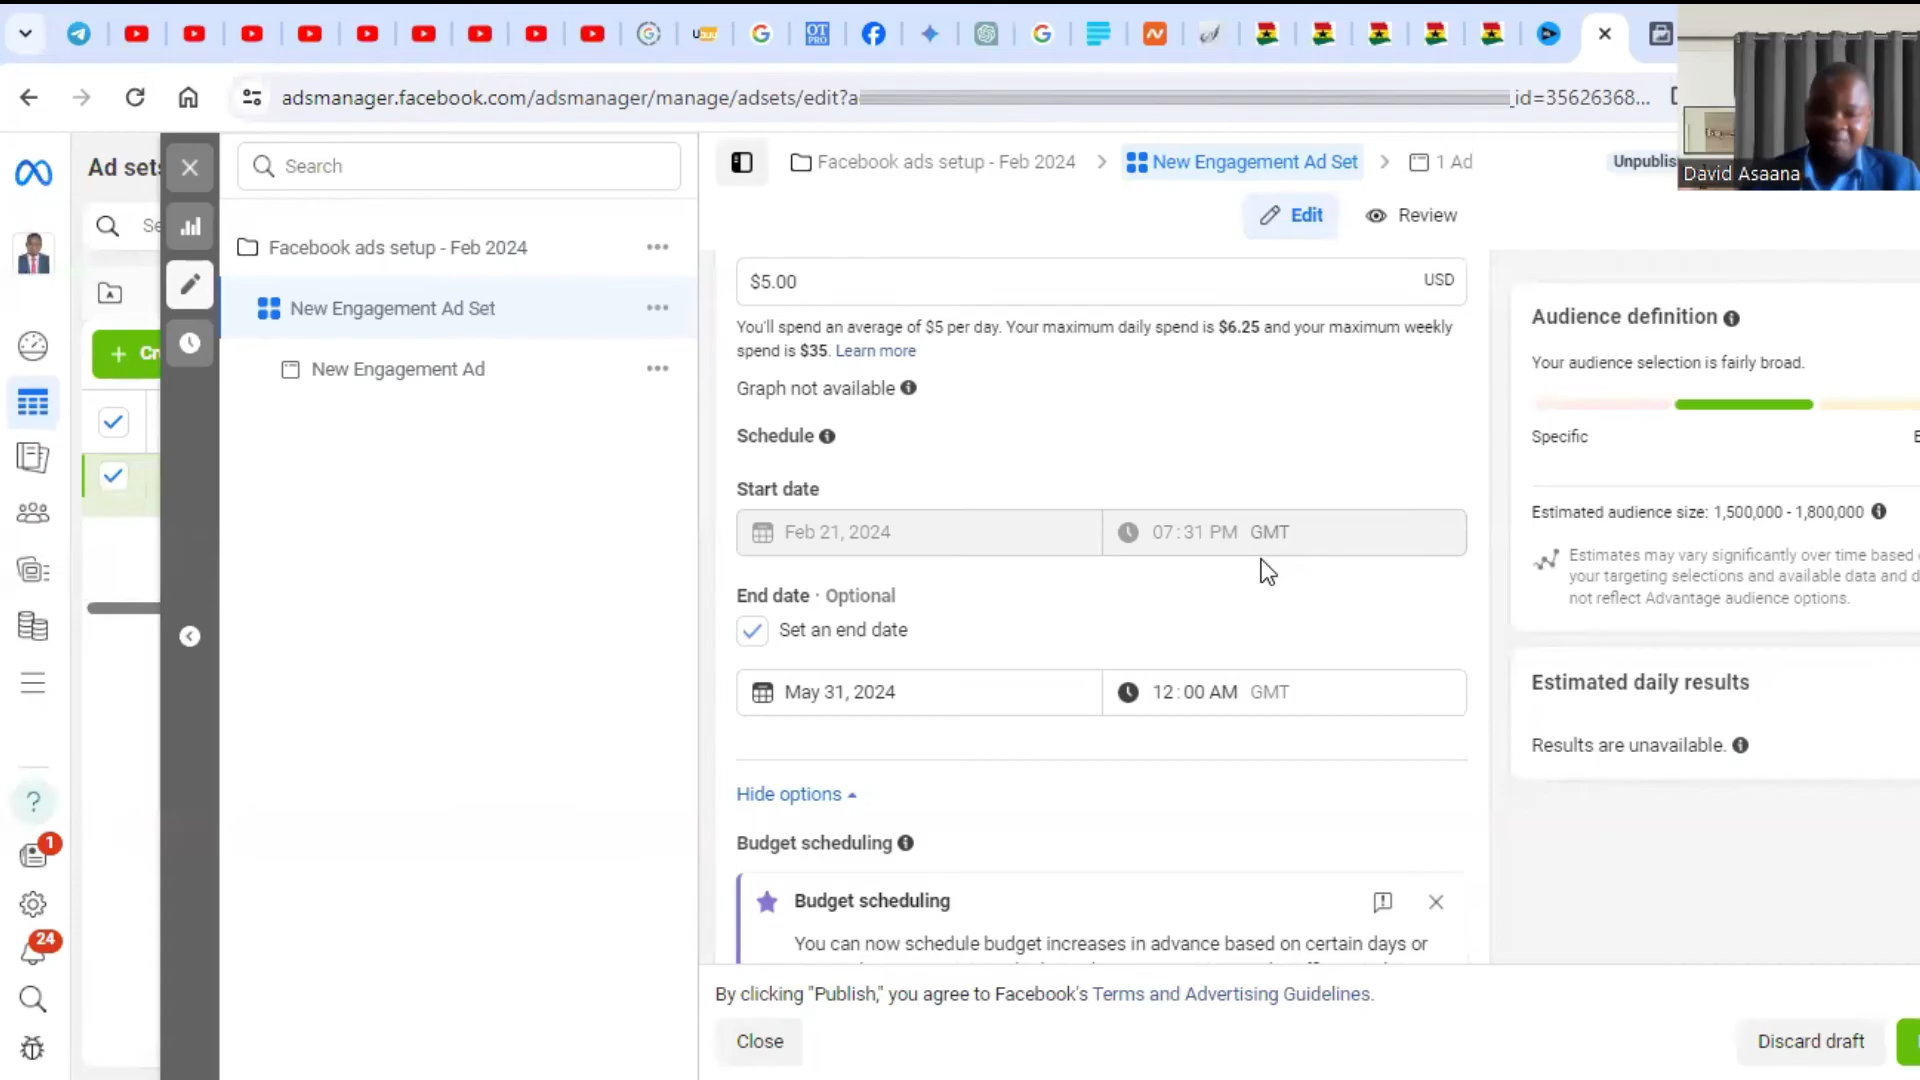 adsmanager.facebook.com/adsmanager/manage/adsets/edit?a _id=35626368...
David Asaana
Ad sets
Search
Facebook ads setup - Feb 2024
New Engagement Ad Set
1 Ad
Unpublis
Edit
Review
Facebook ads setup - Feb 2024
New Engagement Ad Set
New Engagement Ad
Se
+ Cr
$5.00 USD
You'll spend an average of $5 per day. Your maximum daily spend is $6.25 and your maximum weekly
spend is $35. Learn more
Graph not available
Schedule
Start date
Feb 21, 2024 07:31 PM GMT
End date · Optional
Set an end date
May 31, 2024 12:00 AM GMT
Hide options
Budget scheduling
Budget scheduling
You can now schedule budget increases in advance based on certain days or
By clicking "Publish," you agree to Facebook's Terms and Advertising Guidelines.
Close
Discard draft
Audience definition
Your audience selection is fairly broad.
Specific
Estimated audience size: 1,500,000 - 1,800,000
Estimates may vary significantly over time based o
your targeting selections and available data and d
not reflect Advantage audience options.
Estimated daily results
Results are unavailable.
1
24